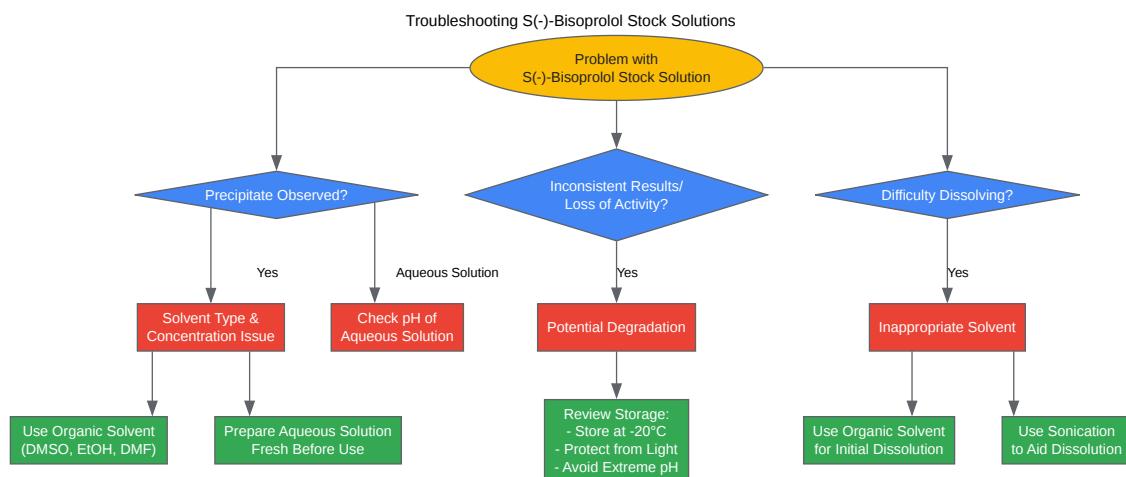 Troubleshooting S(-)-Bisoprolol Stock Solutions
Problem with
S(-)-Bisoprolol Stock Solution
Precipitate Observed?
Inconsistent Results/
Loss of Activity?
Difficulty Dissolving?
Yes
Aqueous Solution
Yes
Yes
Solvent Type &
Concentration Issue
Check pH of
Aqueous Solution
Potential Degradation
Inappropriate Solvent
Use Organic Solvent
(DMSO, EtOH, DMF)
Prepare Aqueous Solution
Fresh Before Use
Review Storage:
- Store at -20°C
- Protect from Light
- Avoid Extreme pH
Use Organic Solvent
for Initial Dissolution
Use Sonication
to Aid Dissolution